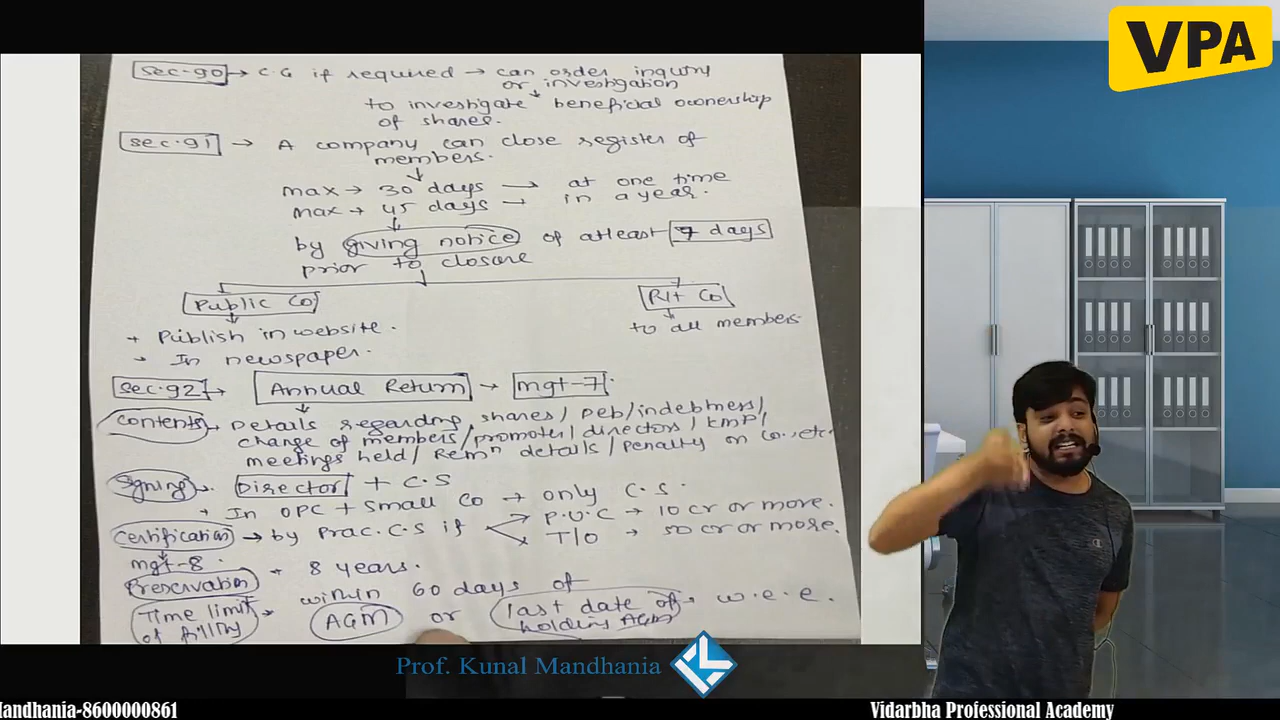 VPA
Sec-90 → C.G if required → can order inquiry
or investigation
to investigate beneficial ownership
of shares.
Sec-91 → A company can close register of
members.
max → 30 days → at one time
max → 45 days → in a year.
by giving notice of atleast 7 days
prior to closure
Public Co
Pvt Co
→ Publish in website.
to all members
→ In newspaper.
Sec-92 → Annual Return → mgt-7
Contents → Details regarding shares/ Deb/indebtness/
change of members/promoter/directors/KMP/
meetings held/ Remn details/Penalty on co., etc
Signing → Director + C.S
→ In OPC + small Co → only C.S.
Certification → by Prac. C.S if P.U.C → 10 cr or more.
T/O → 50 cr or more.
mgt-8.
Preservation → 8 years.
Time limit of filling → within 60 days of
AGM or last date of holding AGM → w.e.e.
Prof. Kunal Mandhania
Mandhania-8600000861
Vidarbha Professional Academy